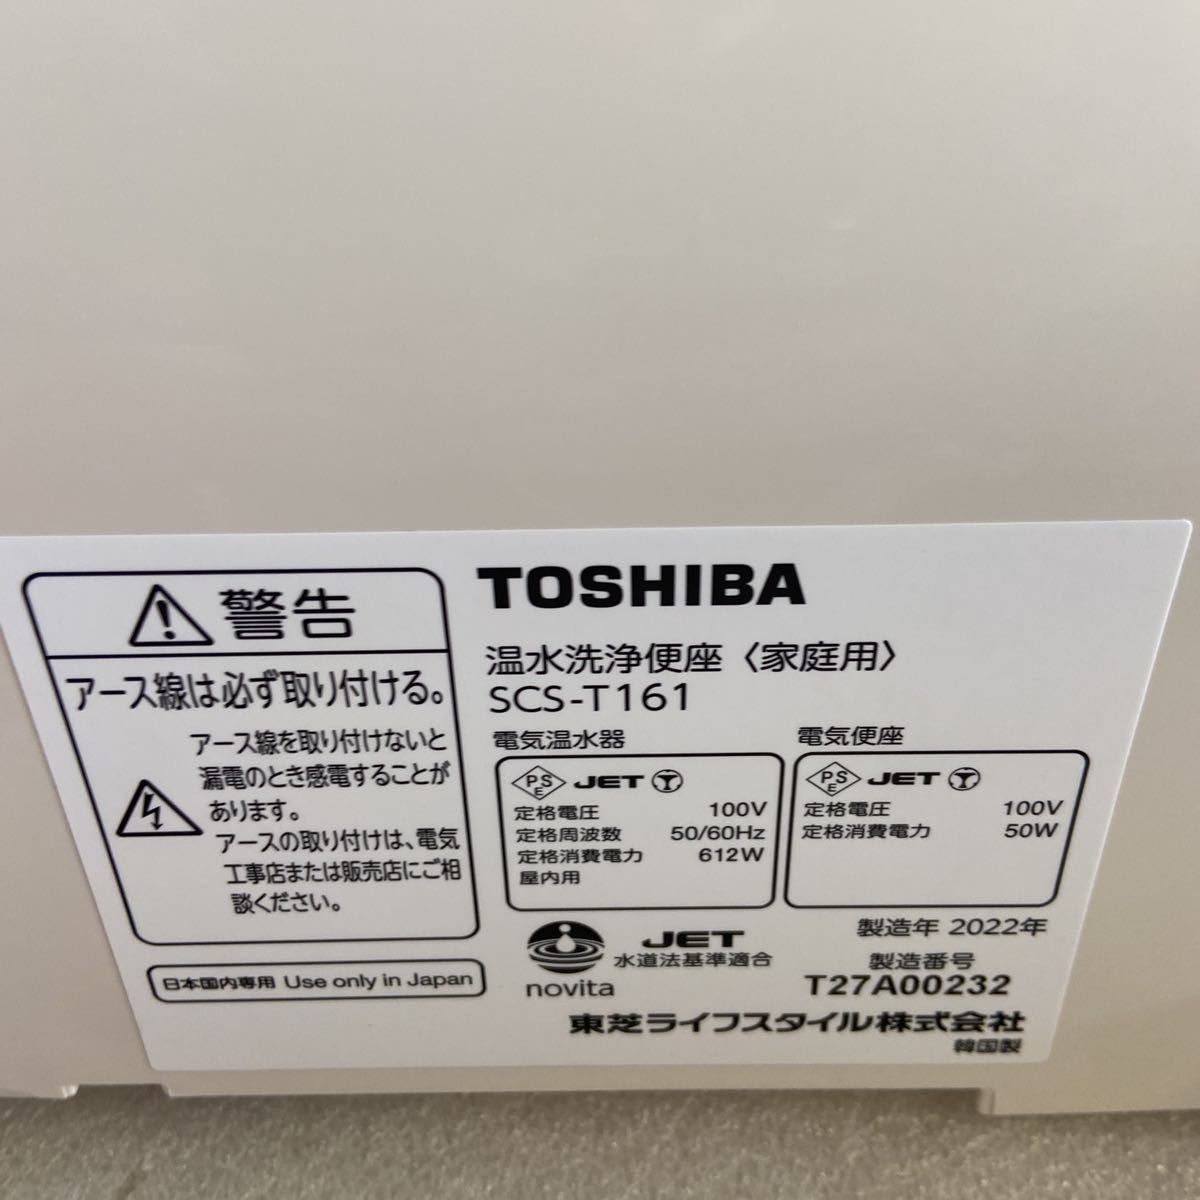 警告
アース線は必ず取り付ける。
アース線を取り付けないと
漏電のとき感電することが
あります。
アースの取り付けは、電気
工事店または販売店にご相
談ください。
日本国内専用 Use only in Japan
TOSHIBA
温水洗浄便座〈家庭用〉
SCS-T161
電気温水器
PSE JET
定格電圧 100V
定格周波数 50/60Hz
定格消費電力 612W
屋内用
電気便座
PSE JET
定格電圧 100V
定格消費電力 50W
novita
JET
水道法基準適合
製造年 2022年
製造番号
T27A00232
東芝ライフスタイル株式会社
韓国製